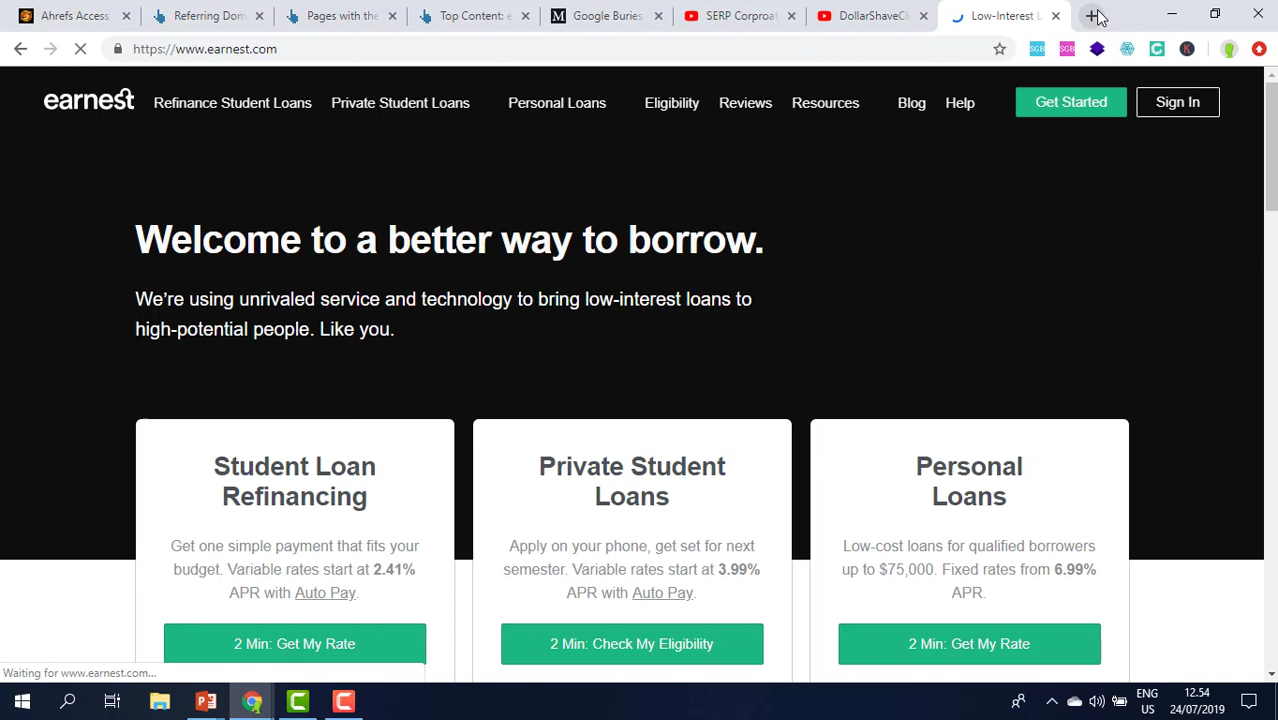 Ahrefs Access
Referring Dom
Pages with the
Top Content: e
M Google Buries
SERP Corproat
DollarShaveCl
Low-Interest L
https://www.earnest.com
SGB
SGB
K
earnest
Refinance Student Loans
Private Student Loans
Personal Loans
Eligibility
Reviews
Resources
Blog
Help
Get Started
Sign In
Welcome to a better way to borrow.
We're using unrivaled service and technology to bring low-interest loans to
high-potential people. Like you.
Student Loan
Refinancing
Get one simple payment that fits your
budget. Variable rates start at 2.41%
APR with Auto Pay.
2 Min: Get My Rate
Private Student
Loans
Apply on your phone, get set for next
semester. Variable rates start at 3.99%
APR with Auto Pay.
2 Min: Check My Eligibility
Personal
Loans
Low-cost loans for qualified borrowers
up to $75,000. Fixed rates from 6.99%
APR.
2 Min: Get My Rate
Waiting for www.earnest.com...
ENG
US
12.54
24/07/2019